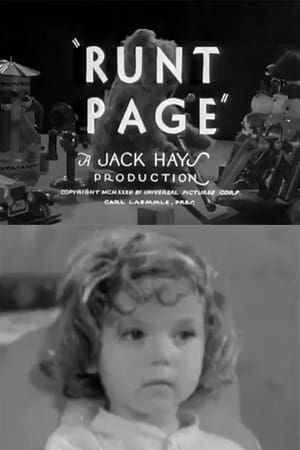 "RUNT
PAGE"
A JACK HAYS
PRODUCTION
COPYRIGHT MCMXXXII BY UNIVERSAL PICTURES CORP.
CARL LAEMMLE, PRES.